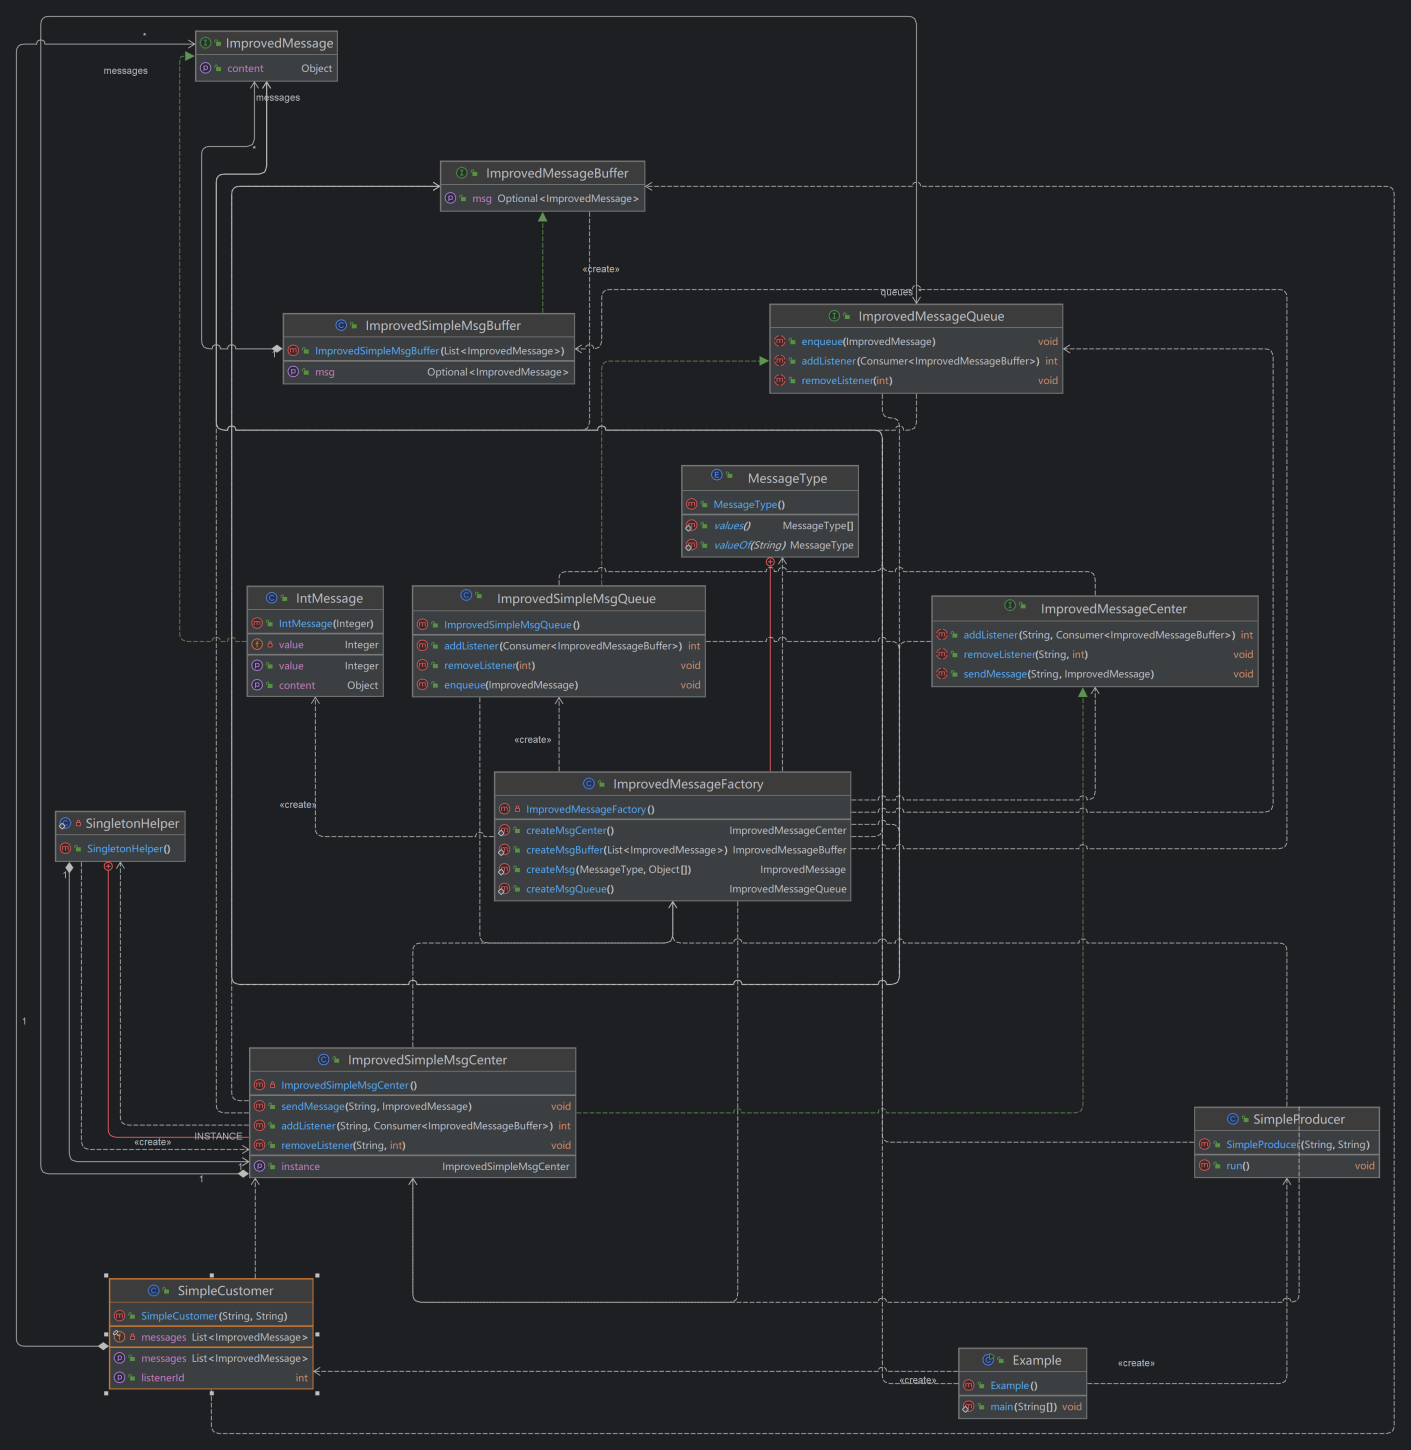 *
ImprovedMessage
content Object
messages
messages
*
ImprovedMessageBuffer
msg Optional<ImprovedMessage>
«create»
queues
ImprovedSimpleMsgBuffer
ImprovedSimpleMsgBuffer(List<ImprovedMessage>)
msg Optional<ImprovedMessage>
1
ImprovedMessageQueue
enqueue(ImprovedMessage) void
addListener(Consumer<ImprovedMessageBuffer>) int
removeListener(int) void
MessageType
MessageType()
values() MessageType[]
valueOf(String) MessageType
IntMessage
IntMessage(Integer)
value Integer
value Integer
content Object
ImprovedSimpleMsgQueue
ImprovedSimpleMsgQueue()
addListener(Consumer<ImprovedMessageBuffer>) int
removeListener(int) void
enqueue(ImprovedMessage) void
ImprovedMessageCenter
addListener(String, Consumer<ImprovedMessageBuffer>) int
removeListener(String, int) void
sendMessage(String, ImprovedMessage) void
«create»
«create»
ImprovedMessageFactory
ImprovedMessageFactory()
createMsgCenter() ImprovedMessageCenter
createMsgBuffer(List<ImprovedMessage>) ImprovedMessageBuffer
createMsg(MessageType, Object[]) ImprovedMessage
createMsgQueue() ImprovedMessageQueue
SingletonHelper
SingletonHelper()
1
1
ImprovedSimpleMsgCenter
ImprovedSimpleMsgCenter()
sendMessage(String, ImprovedMessage) void
addListener(String, Consumer<ImprovedMessageBuffer>) int
removeListener(String, int) void
instance ImprovedSimpleMsgCenter
INSTANCE
«create»
1
1
SimpleProducer
SimpleProducer(String, String)
run() void
SimpleCustomer
SimpleCustomer(String, String)
messages List<ImprovedMessage>
messages List<ImprovedMessage>
listenerId int
Example
Example()
main(String[]) void
«create»
«create»